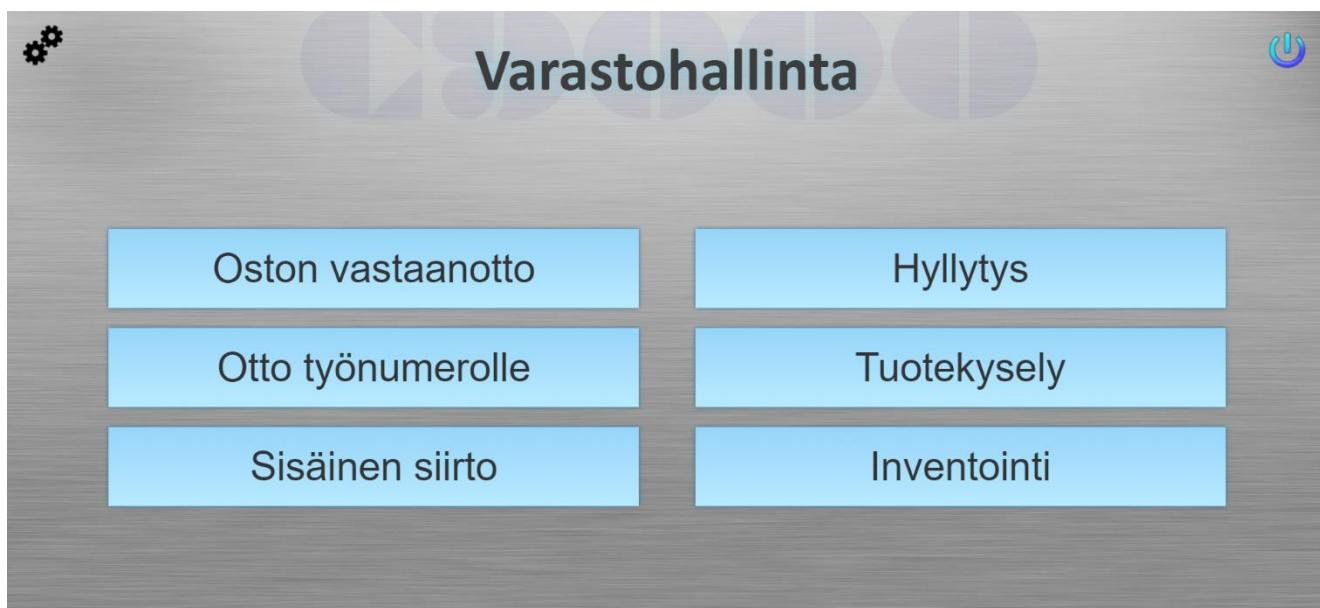 Varastohallinta
Oston vastaanotto
Hyllytys
Otto työnumerolle
Tuotekysely
Sisäinen siirto
Inventointi